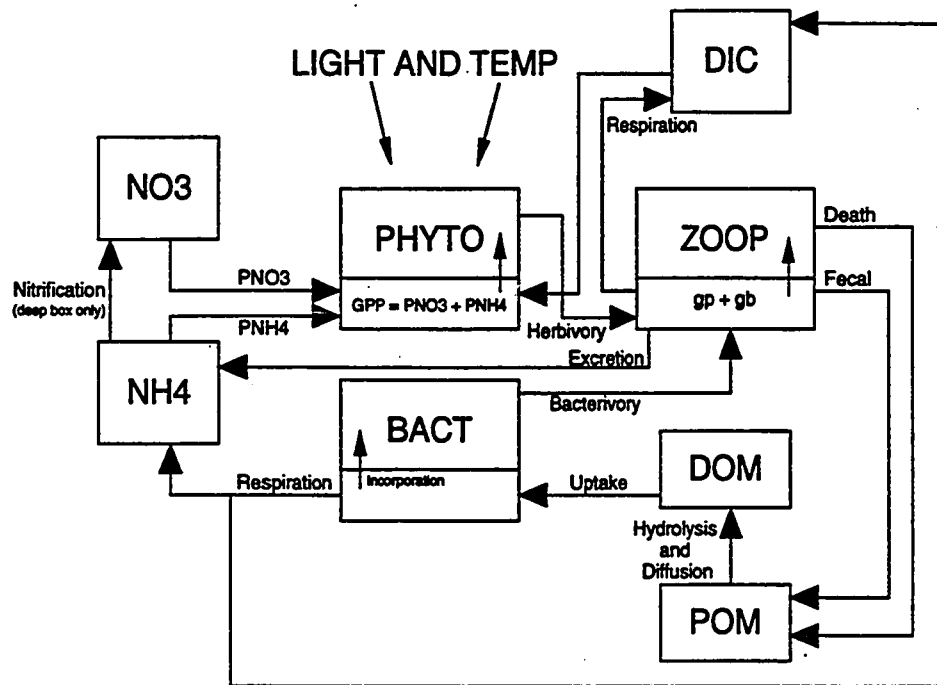 LIGHT AND TEMP
DIC
Respiration
NO3
PHYTO
ZOOP
Death
Nitrification
(deep box only)
PNO3
GPP = PNO3 + PNH4
gp + gb
Fecal
PNH4
Herbivory
Excretion
NH4
BACT
Bacterivory
DOM
Respiration
Incorporation
Uptake
Hydrolysis
and
Diffusion
POM